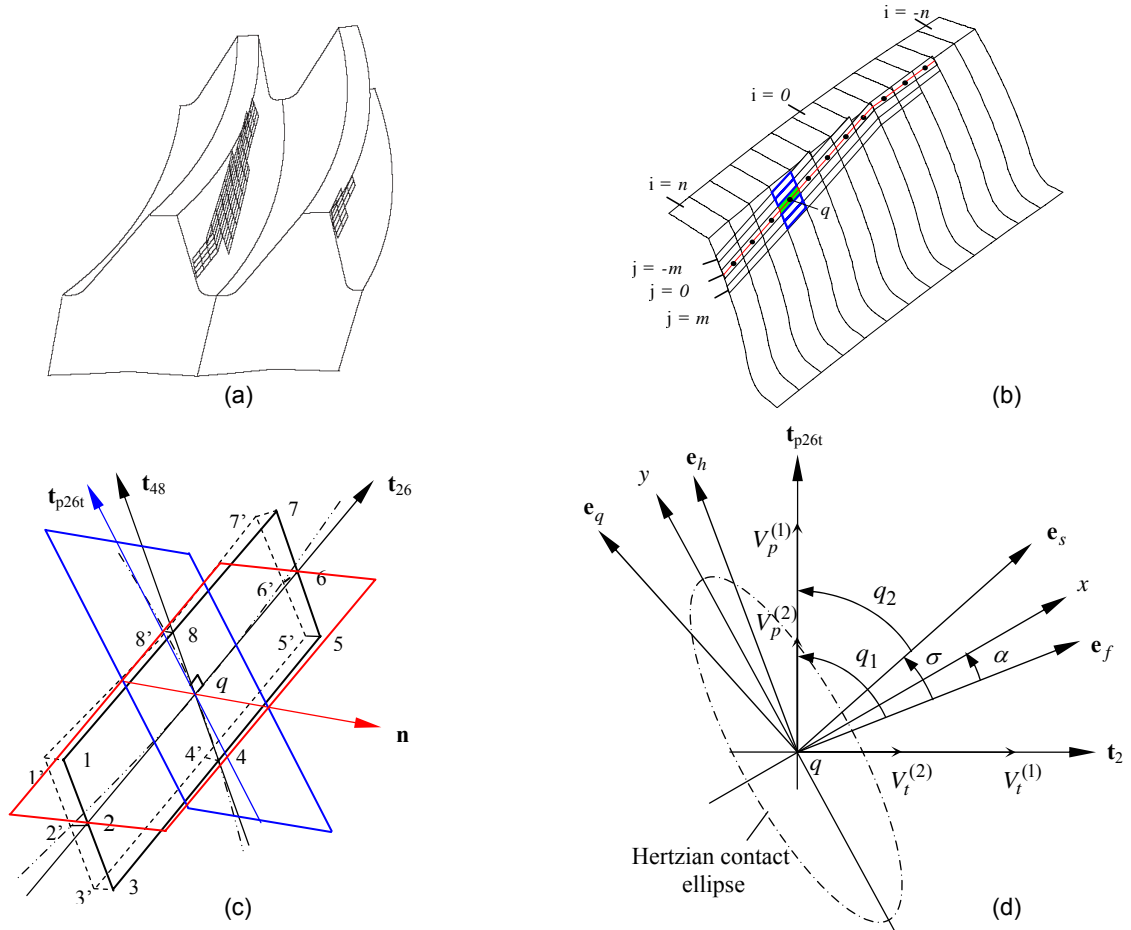 i = -n
i = 0
i = n
q
j = -m
j = 0
j = m
(a)
(b)
t_p26t
t_48
t_26
7'
7
6'
6
8'
8
5'
5
q
n
4'
4
1'
1
2'
2
3'
3
(c)
t_p26t
e_h
y
e_q
V_p^(1)
e_s
q_2
x
V_p^(2)
q_1
σ
α
e_f
q
V_t^(2)
V_t^(1)
t_2
Hertzian contact
ellipse
(d)